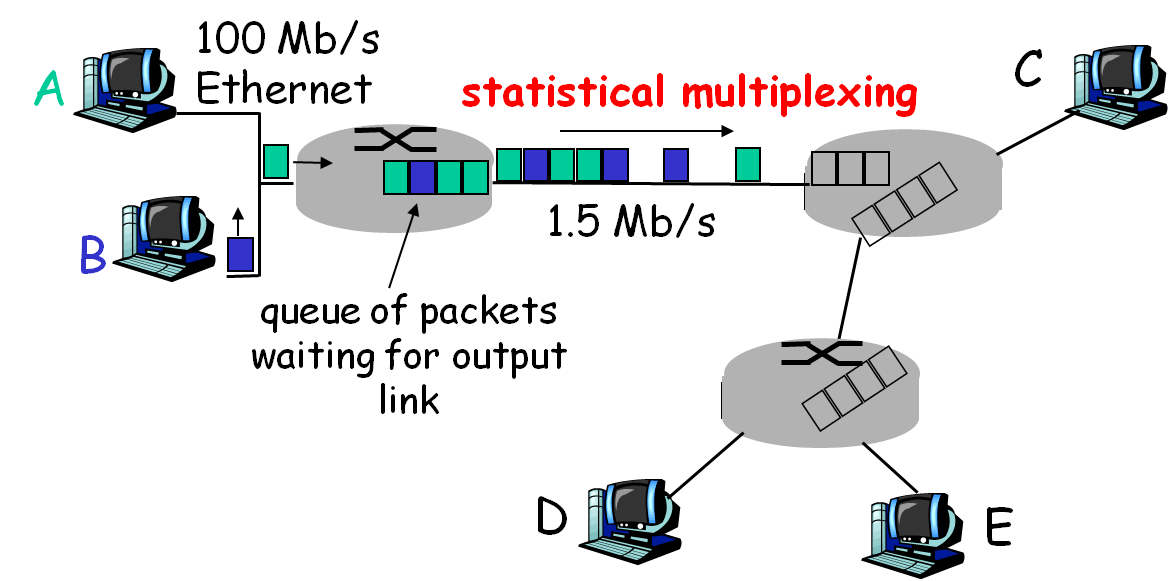 100 Mb/s
Ethernet
A
statistical multiplexing
C
1.5 Mb/s
B
queue of packets
waiting for output
link
D
E